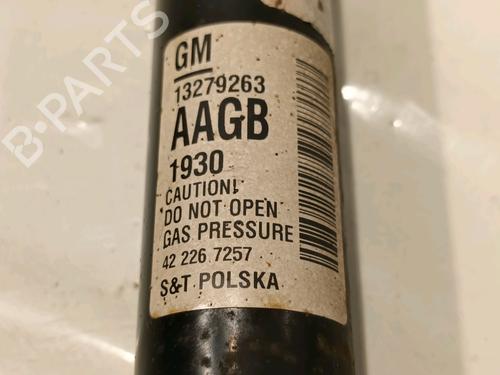 B-PARTS
GM
13279263
AAGB
1930
CAUTION!
DO NOT OPEN
GAS PRESSURE
42 226 7257
S&T POLSKA